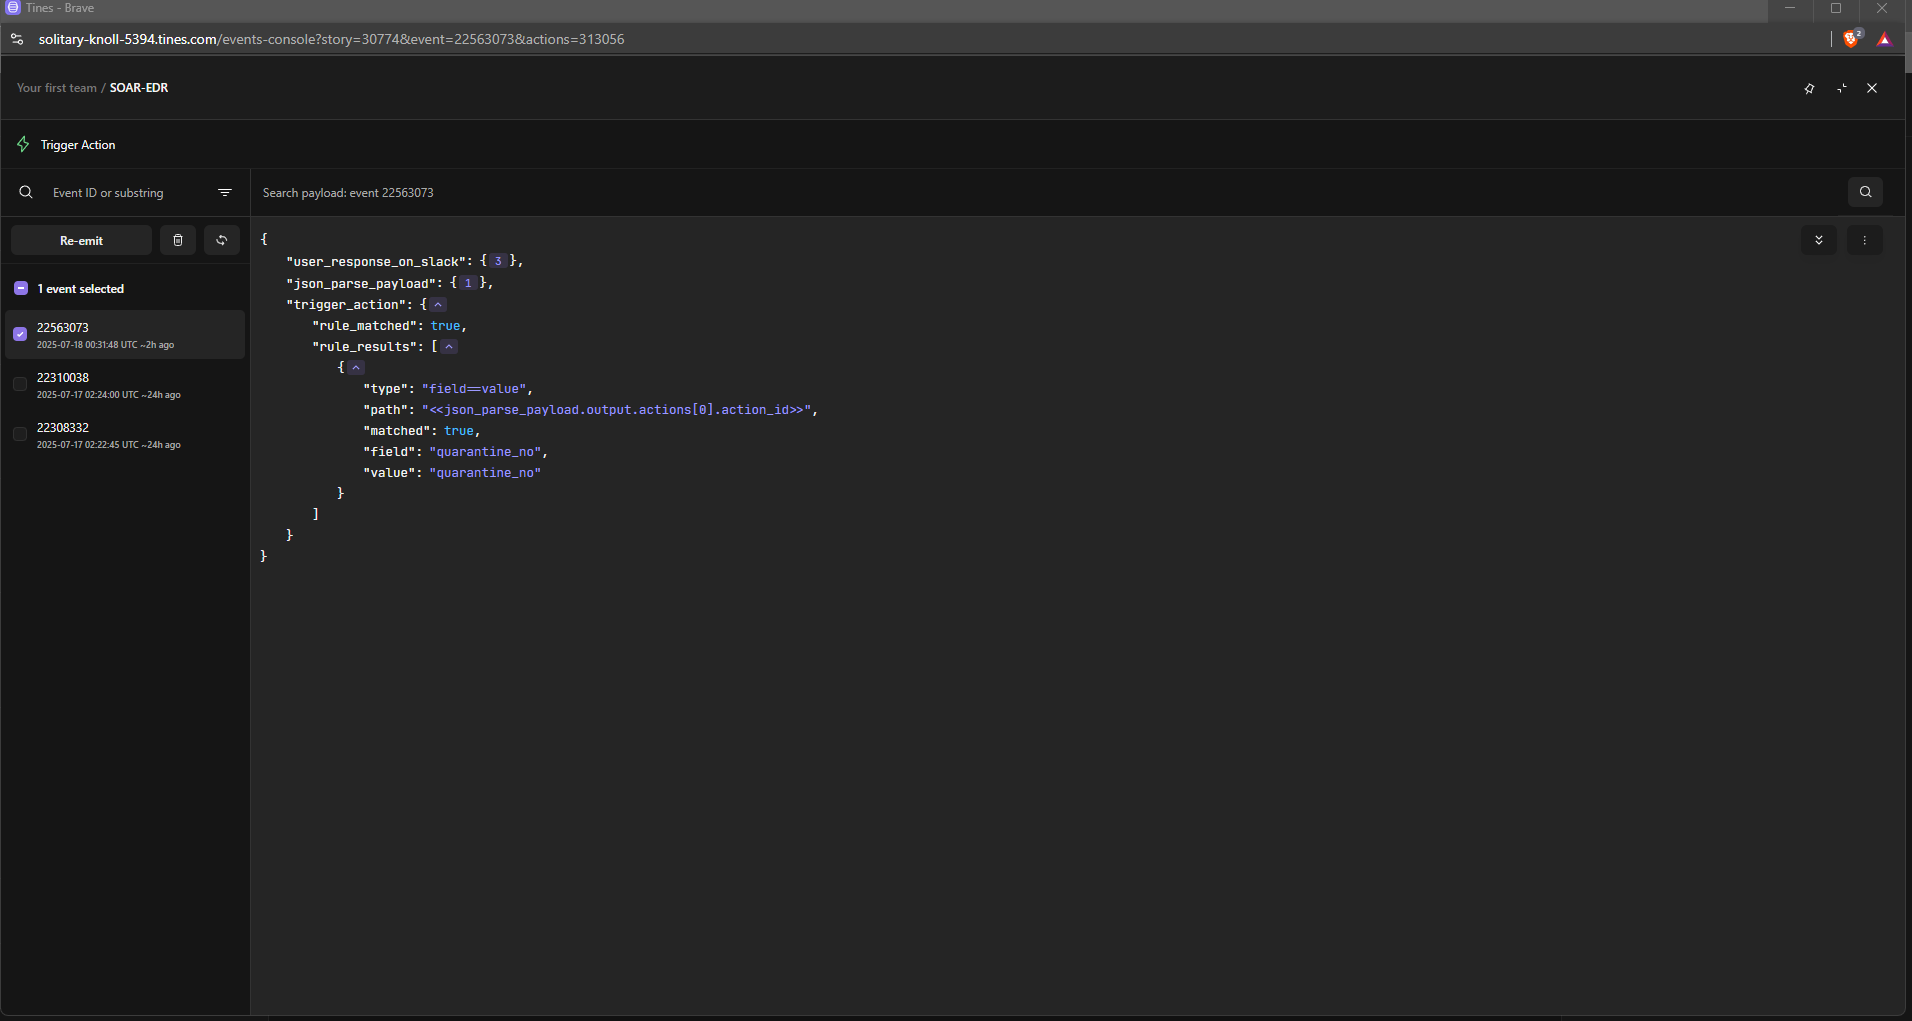 Tines - Brave
solitary-knoll-5394.tines.com/events-console?story=30774&event=22563073&actions=313056
2
Your first team / SOAR-EDR
Trigger Action
Event ID or substring
Search payload: event 22563073
Re-emit
1 event selected
22563073
2025-07-18 00:31:48 UTC ~2h ago
22310038
2025-07-17 02:24:00 UTC ~24h ago
22308332
2025-07-17 02:22:45 UTC ~24h ago
{
"user_response_on_slack": { 3 },
"json_parse_payload": { 1 },
"trigger_action": {
"rule_matched": true,
"rule_results": [
{
"type": "field==value",
"path": "<<json_parse_payload.output.actions[0].action_id>>",
"matched": true,
"field": "quarantine_no",
"value": "quarantine_no"
}
]
}
}